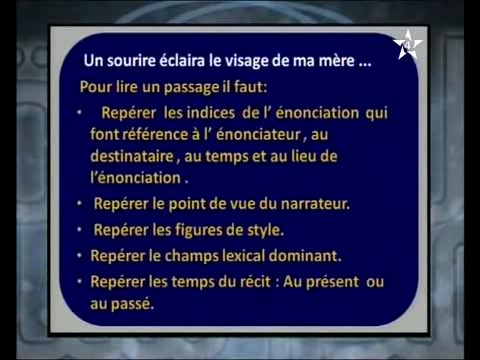 Un sourire éclaira le visage de ma mère ...
4
Pour lire un passage il faut:
• Repérer les indices de l' énonciation qui
font référence à l' énonciateur , au
destinataire , au temps et au lieu de
l'énonciation .
• Repérer le point de vue du narrateur.
• Repérer les figures de style.
• Repérer le champs lexical dominant.
• Repérer les temps du récit : Au présent ou
au passé.